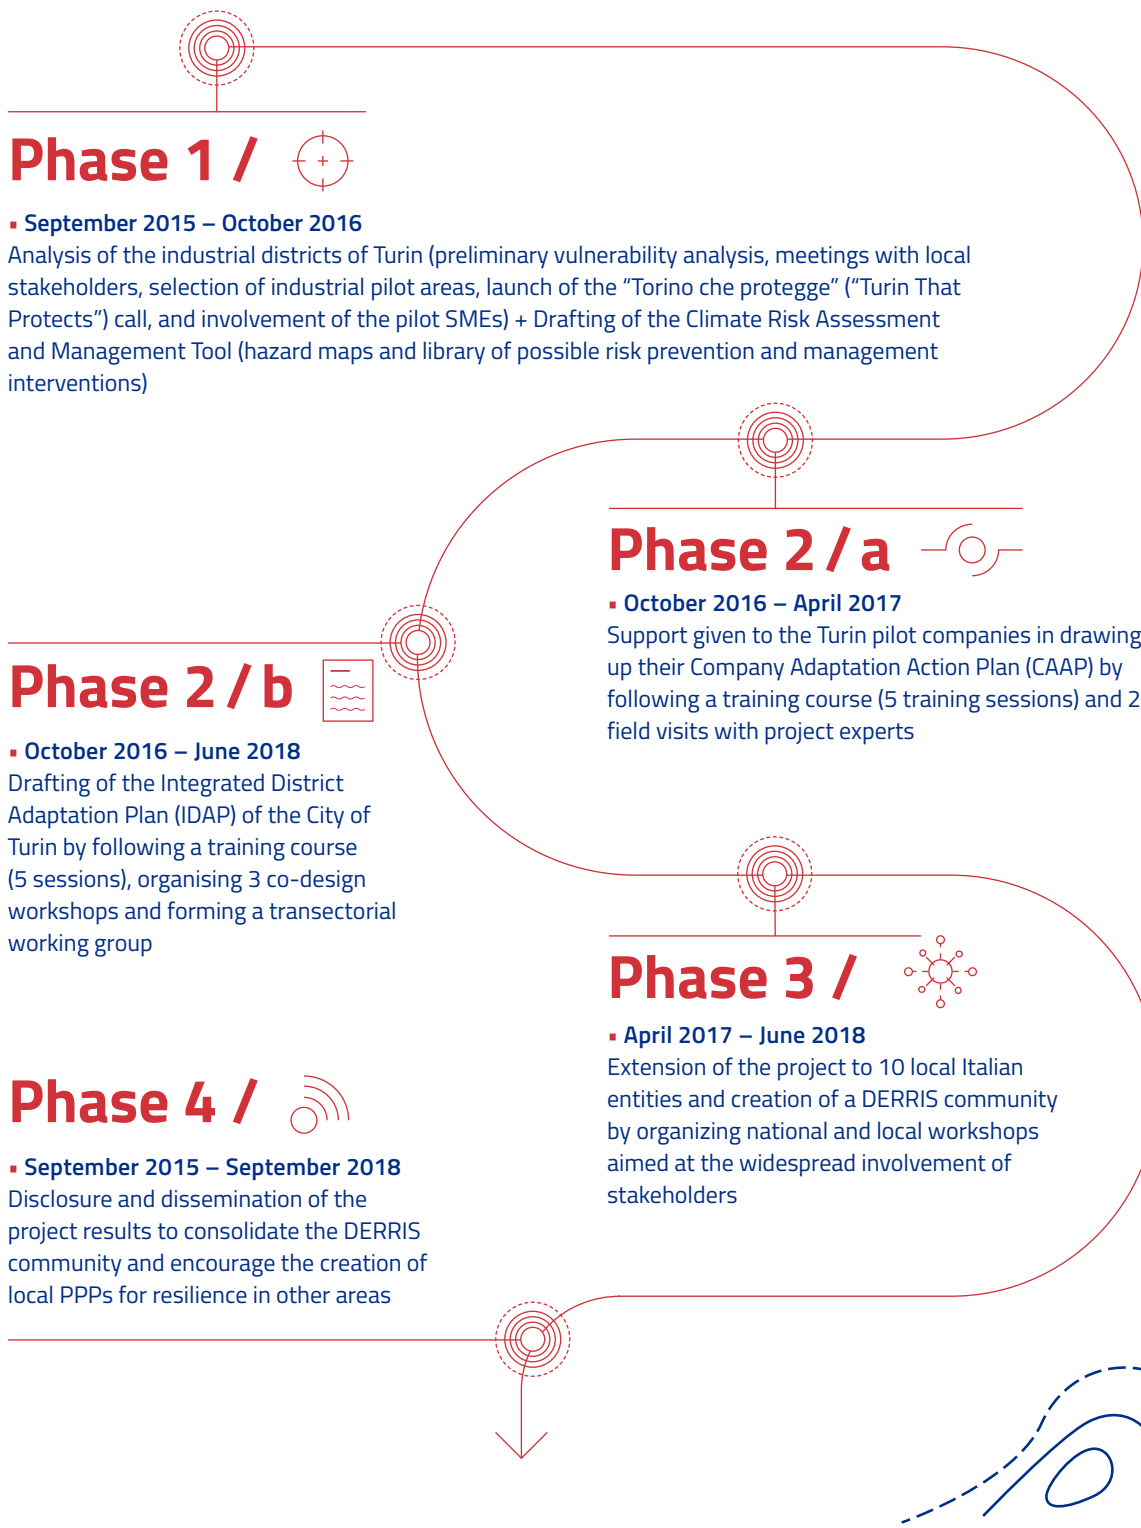 Phase 1 /
September 2015 – October 2016
Analysis of the industrial districts of Turin (preliminary vulnerability analysis, meetings with local
stakeholders, selection of industrial pilot areas, launch of the “Torino che protegge” (“Turin That
Protects”) call, and involvement of the pilot SMEs) + Drafting of the Climate Risk Assessment
and Management Tool (hazard maps and library of possible risk prevention and management
interventions)
Phase 2 / a
October 2016 – April 2017
Support given to the Turin pilot companies in drawing
up their Company Adaptation Action Plan (CAAP) by
following a training course (5 training sessions) and 2
field visits with project experts
Phase 2 / b
October 2016 – June 2018
Drafting of the Integrated District
Adaptation Plan (IDAP) of the City of
Turin by following a training course
(5 sessions), organising 3 co-design
workshops and forming a transectorial
working group
Phase 3 /
April 2017 – June 2018
Extension of the project to 10 local Italian
entities and creation of a DERRIS community
by organizing national and local workshops
aimed at the widespread involvement of
stakeholders
Phase 4 /
September 2015 – September 2018
Disclosure and dissemination of the
project results to consolidate the DERRIS
community and encourage the creation of
local PPPs for resilience in other areas